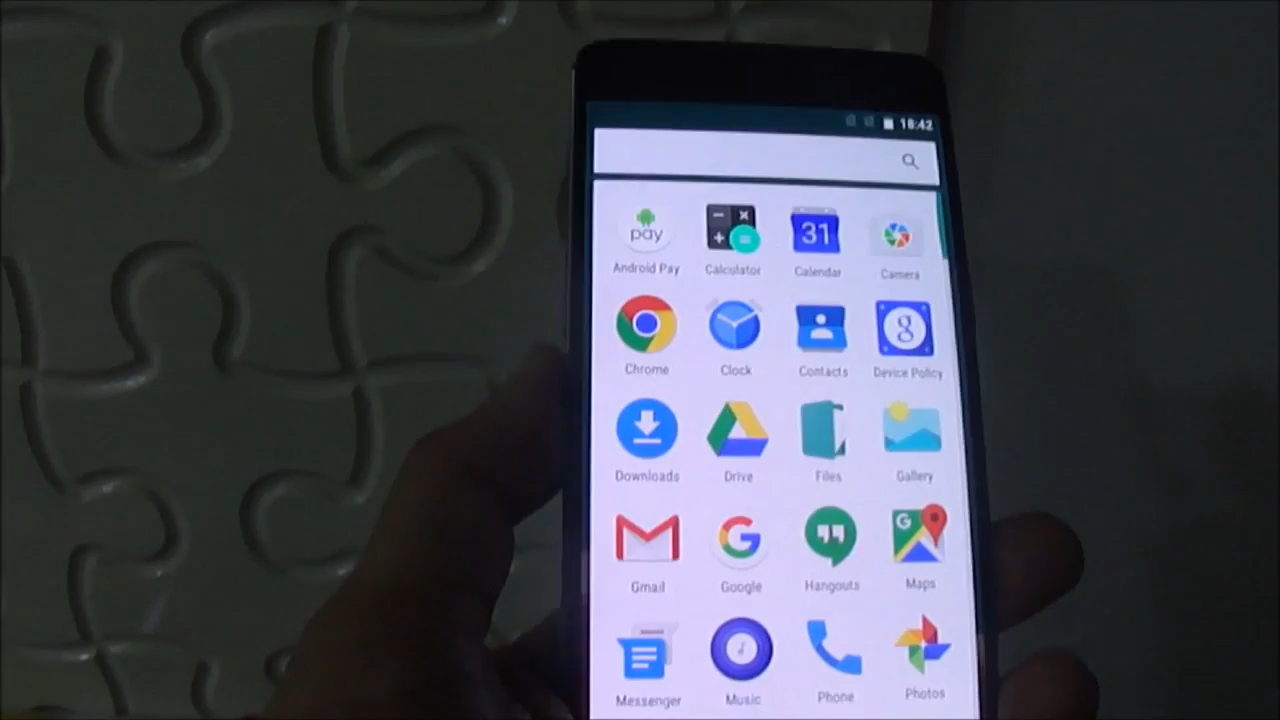 18:42
pay
31
Android Pay
Calculator
Calendar
Camera
Chrome
Clock
Contacts
Device Policy
Downloads
Drive
Files
Gallery
Gmail
Google
Hangouts
Maps
Messenger
Music
Phone
Photos